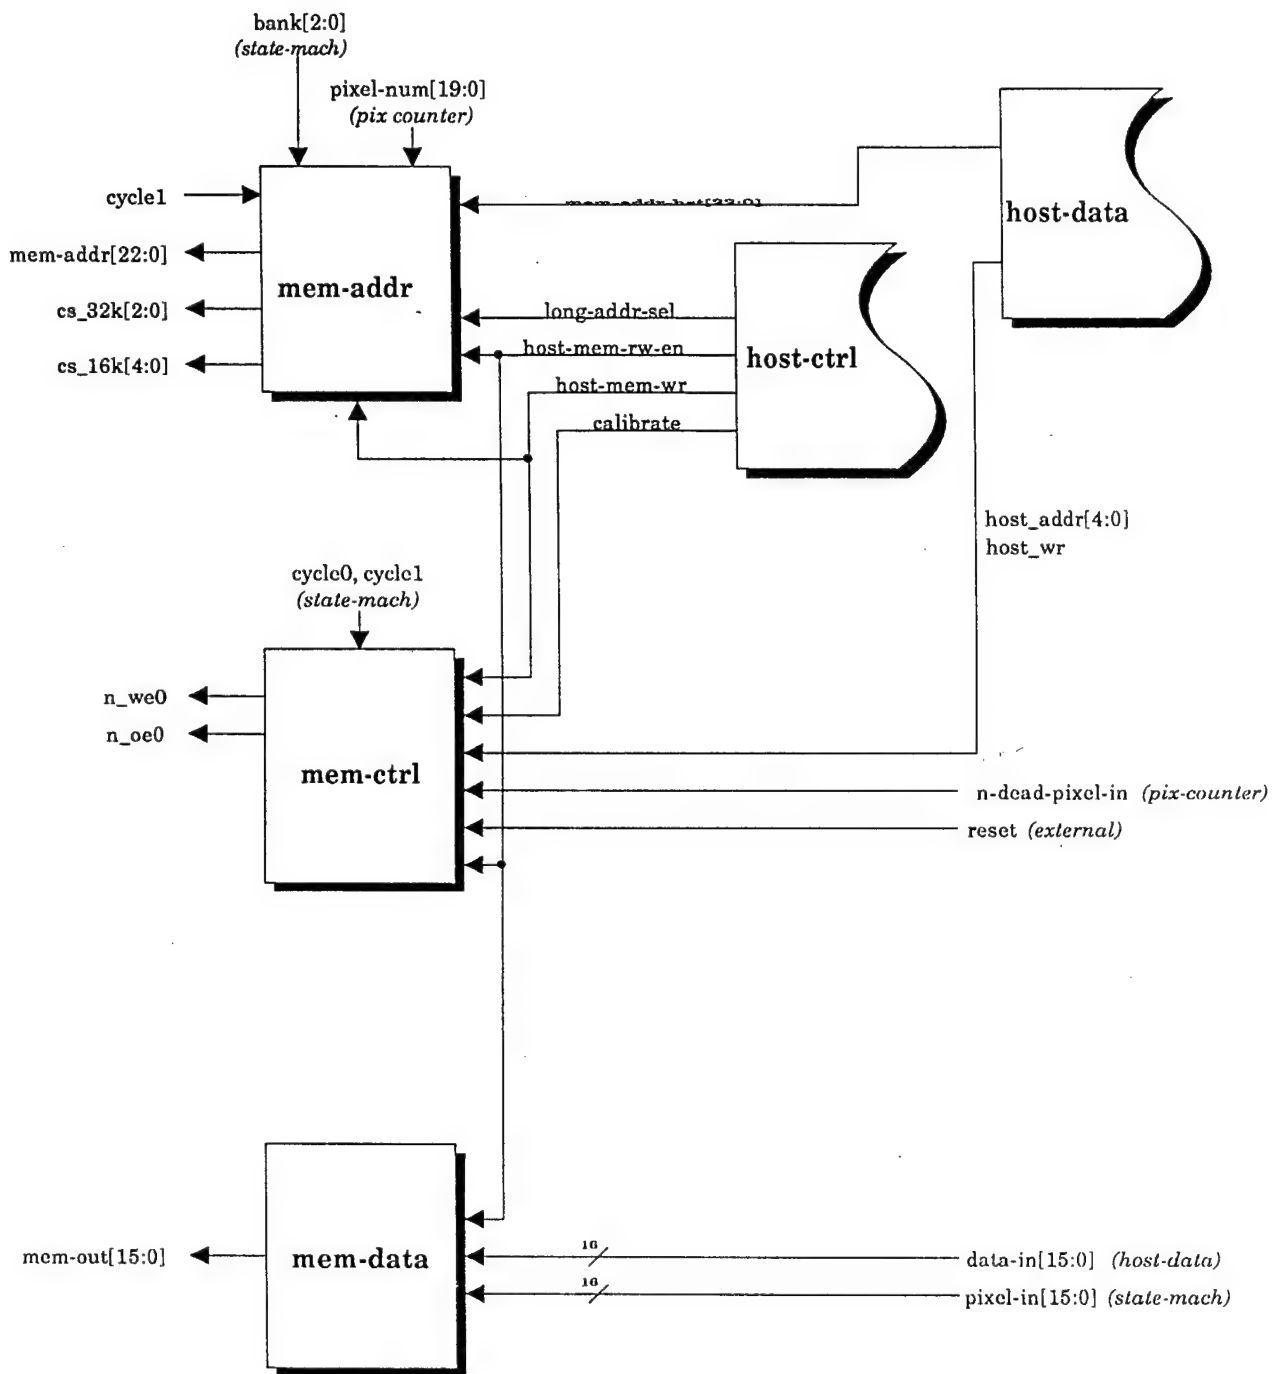 bank[2:0]
(state-mach)
pixel-num[19:0]
(pix counter)
cycle1
mem-addr[22:0]
cs_32k[2:0]
cs_16k[4:0]
mem-addr
host-data
long-addr-sel
host-mem-rw-en
host-mem-wr
calibrate
host-ctrl
host_addr[4:0]
host_wr
cycle0, cycle1
(state-mach)
n_we0
n_oe0
mem-ctrl
n-dead-pixel-in (pix-counter)
reset (external)
mem-out[15:0]
mem-data
16
data-in[15:0] (host-data)
16
pixel-in[15:0] (state-mach)